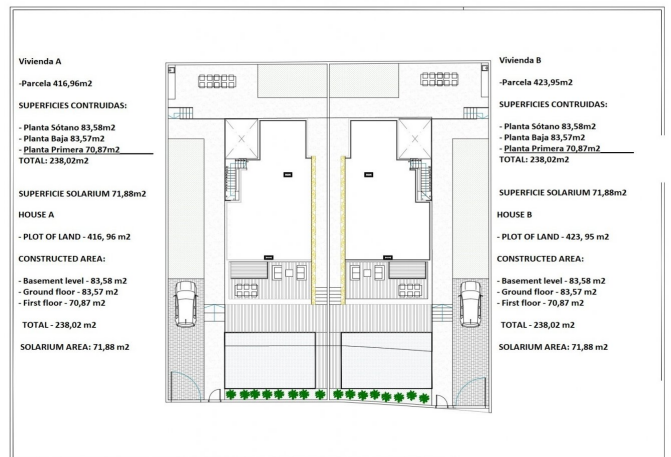 Vivienda A
-Parcela 416,96m2
SUPERFICIES CONTRUIDAS:
- Planta Sótano 83,58m2
- Planta Baja 83,57m2
- Planta Primera 70,87m2
TOTAL: 238,02m2
SUPERFICIE SOLARIUM 71,88m2
HOUSE A
- PLOT OF LAND - 416, 96 m2
CONSTRUCTED AREA:
- Basement level - 83,58 m2
- Ground floor - 83,57 m2
- First floor - 70,87 m2
TOTAL - 238,02 m2
SOLARIUM AREA: 71,88 m2
Vivienda B
-Parcela 423,95m2
SUPERFICIES CONTRUIDAS:
- Planta Sótano 83,58m2
- Planta Baja 83,57m2
- Planta Primera 70,87m2
TOTAL: 238,02m2
SUPERFICIE SOLARIUM 71,88m2
HOUSE B
- PLOT OF LAND - 423, 95 m2
CONSTRUCTED AREA:
- Basement level - 83,58 m2
- Ground floor - 83,57 m2
- First floor - 70,87 m2
TOTAL - 238,02 m2
SOLARIUM AREA: 71,88 m2